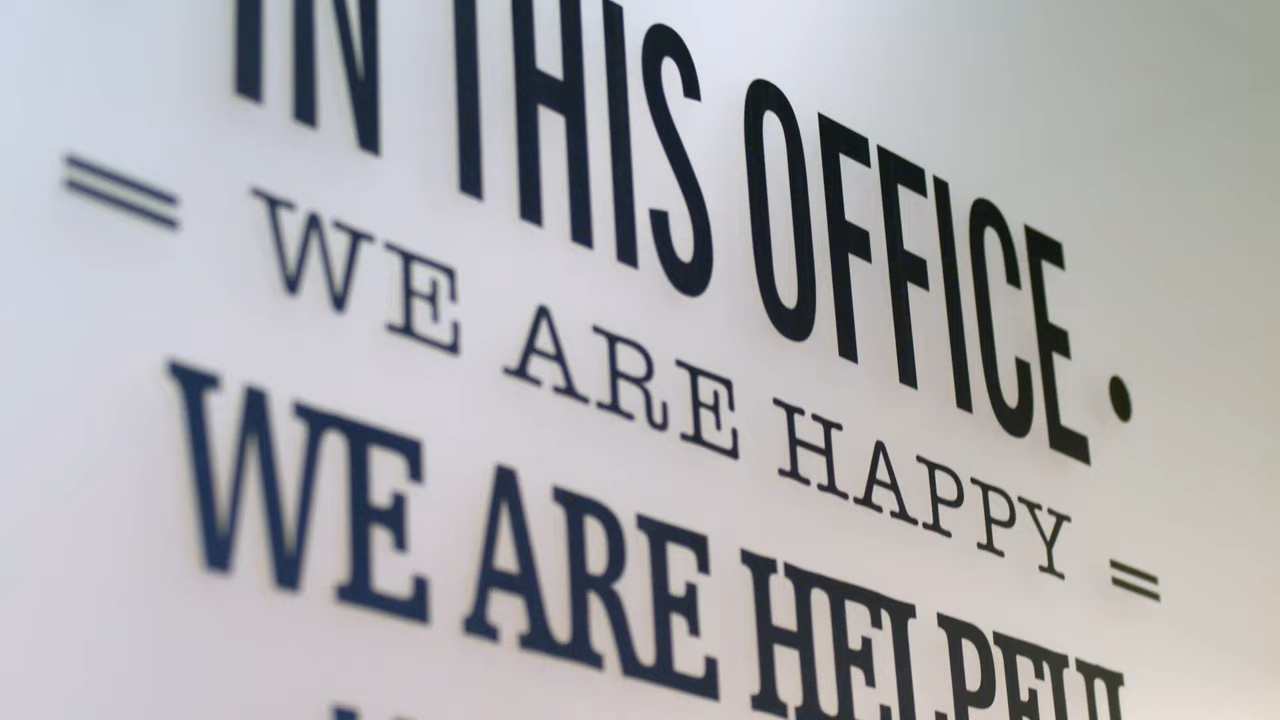 IN THIS OFFICE •
= WE ARE HAPPY =
WE ARE HELPFUL